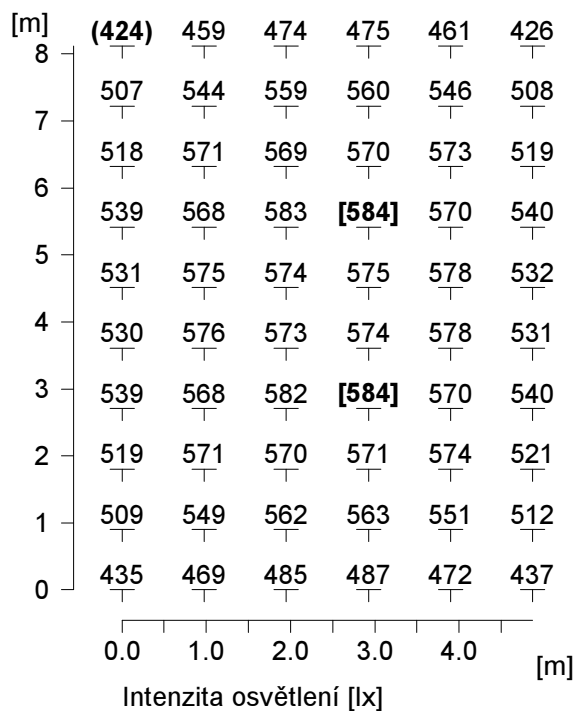 [m]
(424) 459 474 475 461 426
8
507 544 559 560 546 508
7
518 571 569 570 573 519
6
539 568 583 [584] 570 540
5
531 575 574 575 578 532
4
530 576 573 574 578 531
3
539 568 582 [584] 570 540
2
519 571 570 571 574 521
1
509 549 562 563 551 512
0
435 469 485 487 472 437
0.0 1.0 2.0 3.0 4.0
[m]
Intenzita osvětlení [lx]